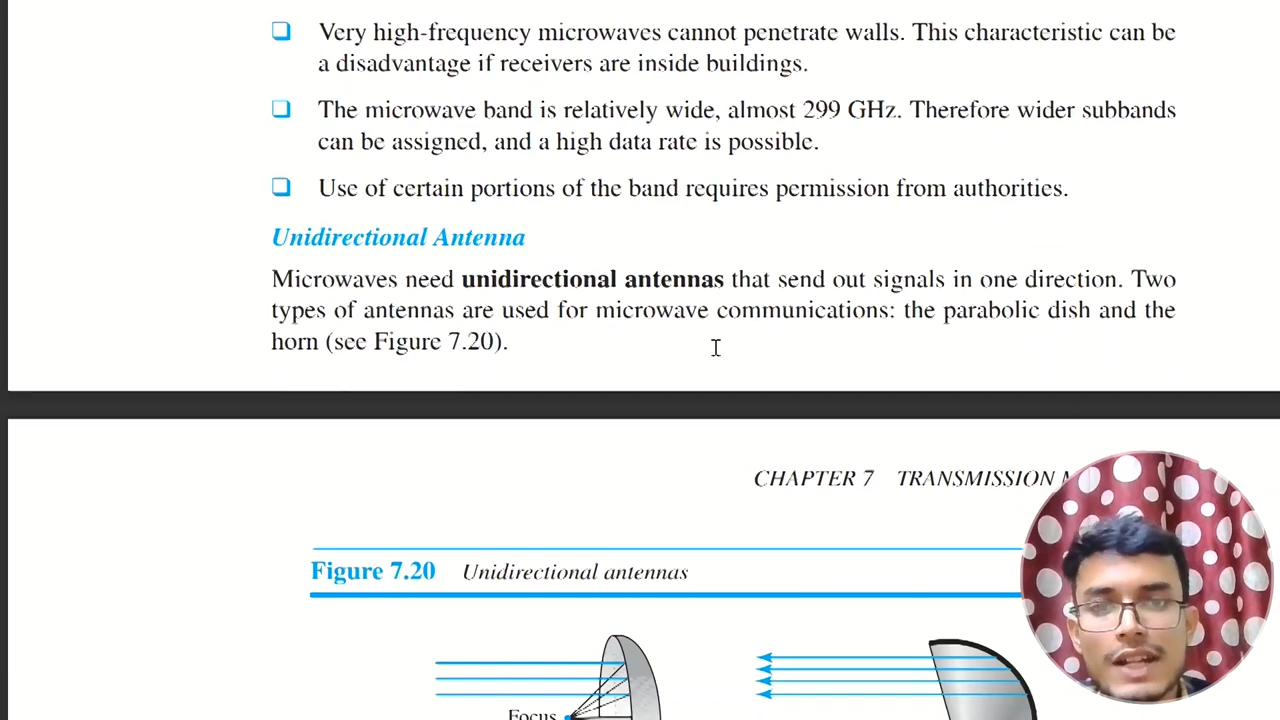 Very high-frequency microwaves cannot penetrate walls. This characteristic can be
a disadvantage if receivers are inside buildings.
The microwave band is relatively wide, almost 299 GHz. Therefore wider subbands
can be assigned, and a high data rate is possible.
Use of certain portions of the band requires permission from authorities.
Unidirectional Antenna
Microwaves need unidirectional antennas that send out signals in one direction. Two
types of antennas are used for microwave communications: the parabolic dish and the
horn (see Figure 7.20).
CHAPTER 7 TRANSMISSION
Figure 7.20 Unidirectional antennas
Focus